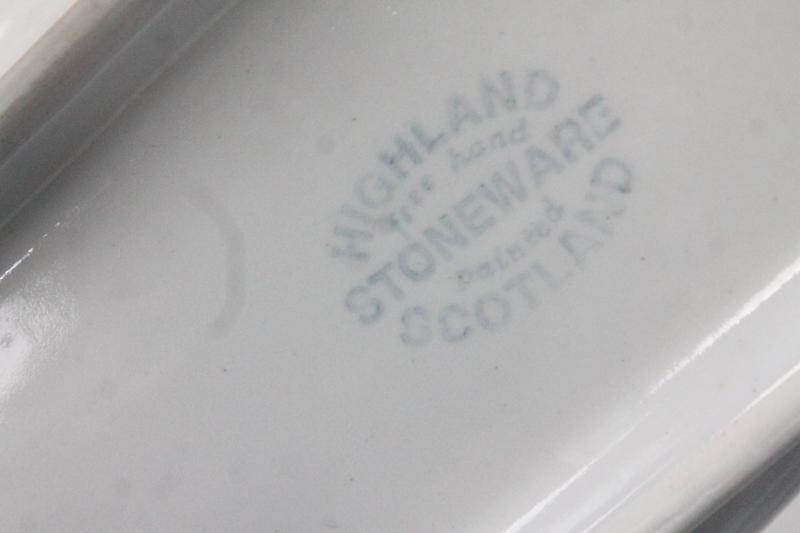 HIGHLAND
free hand
STONEWARE
painted
SCOTLAND